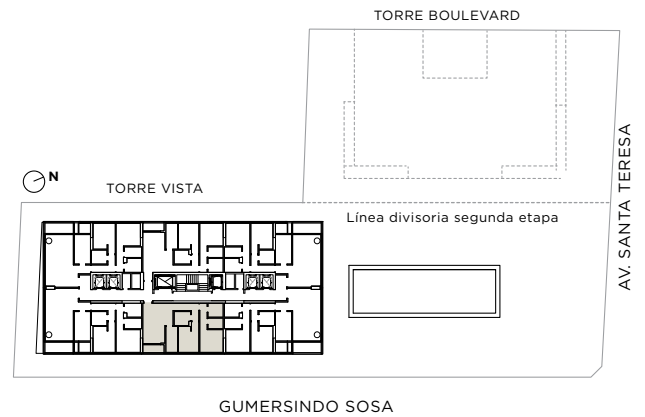 TORRE BOULEVARD
AV. SANTA TERESA
N
TORRE VISTA
Línea divisoria segunda etapa
GUMERSINDO SOSA